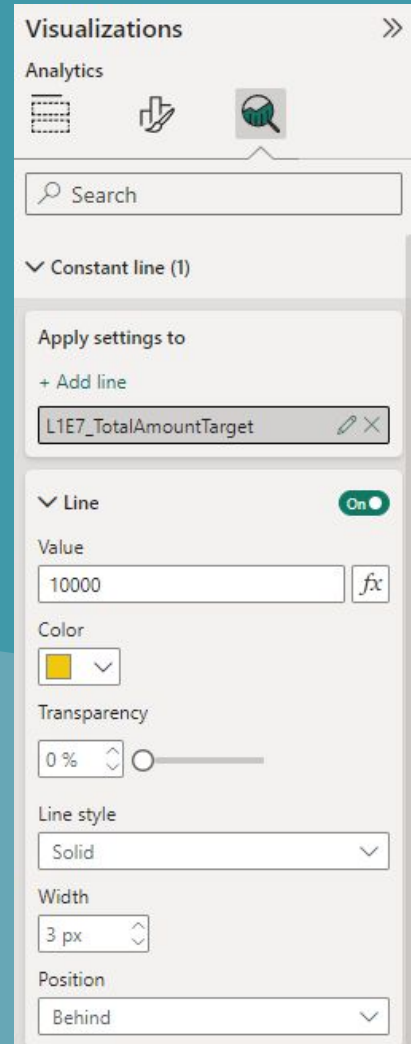 Visualizations
Analytics
Search
Constant line (1)
Apply settings to
+ Add line
L1E7_TotalAmountTarget
Line
On
Value
10000
fx
Color
Transparency
0 %
Line style
Solid
Width
3 px
Position
Behind